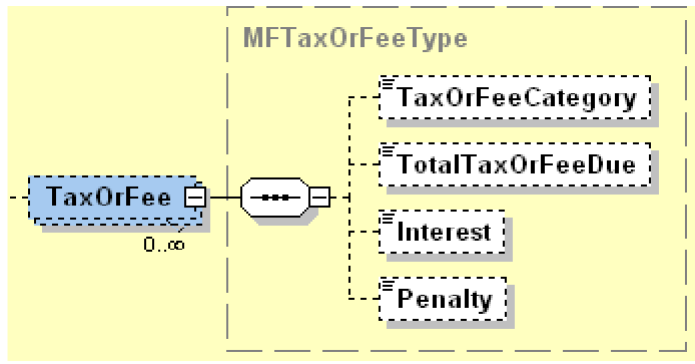 MFTaxOrFeeType
TaxOrFeeCategory
TotalTaxOrFeeDue
TaxOrFee
0..∞
Interest
Penalty